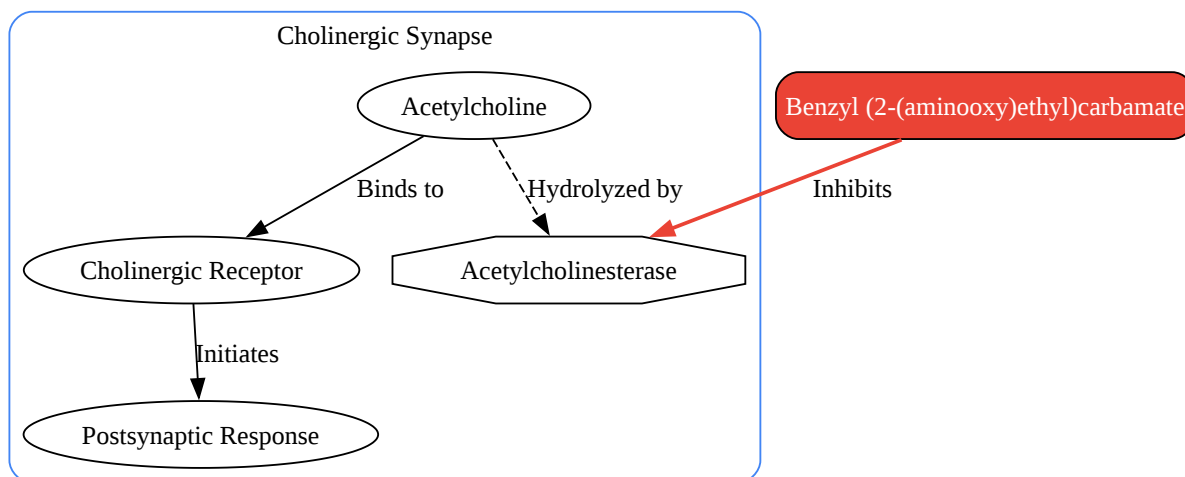 Cholinergic Synapse
Acetylcholine
Benzyl (2-(aminooxy)ethyl)carbamate
Binds to
Hydrolyzed by
Inhibits
Cholinergic Receptor
Acetylcholinesterase
Initiates
Postsynaptic Response